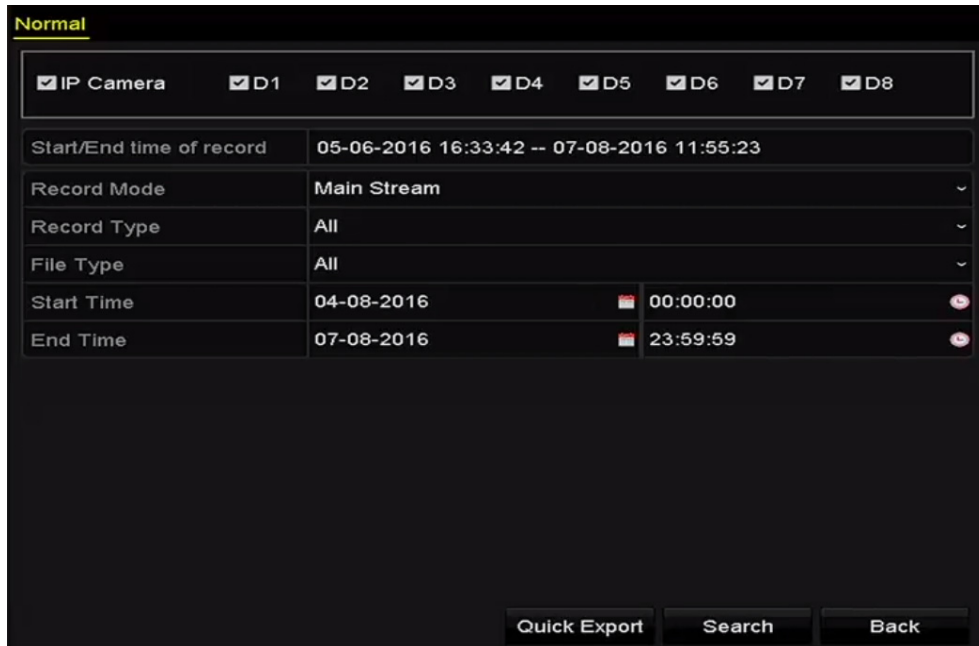 Normal
IP Camera D1 D2 D3 D4 D5 D6 D7 D8
Start/End time of record 05-06-2016 16:33:42 -- 07-08-2016 11:55:23
Record Mode Main Stream
Record Type All
File Type All
Start Time 04-08-2016 00:00:00
End Time 07-08-2016 23:59:59
Quick Export Search Back